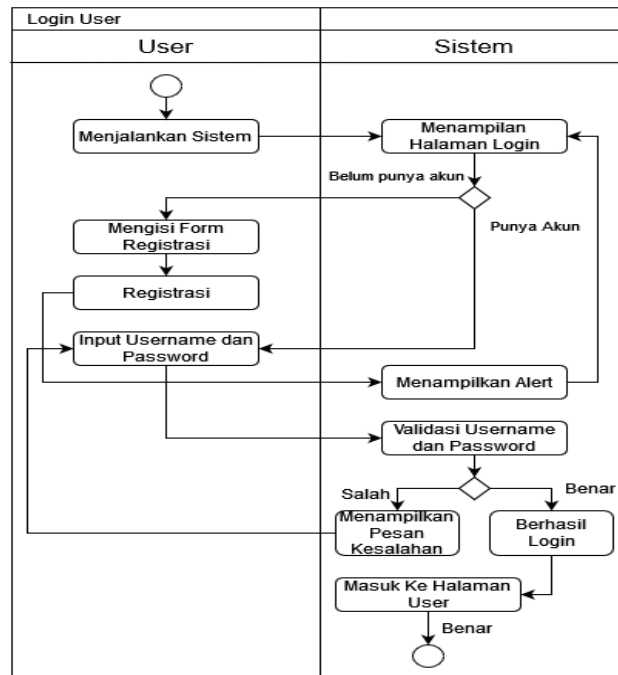 Login User
User
Sistem
Menjalankan Sistem
Menampilan
Halaman Login
Belum punya akun
Punya Akun
Mengisi Form
Registrasi
Registrasi
Input Username dan
Password
Menampilkan Alert
Validasi Username
dan Password
Salah
Benar
Menampilkan
Pesan
Kesalahan
Berhasil
Login
Masuk Ke Halaman
User
Benar